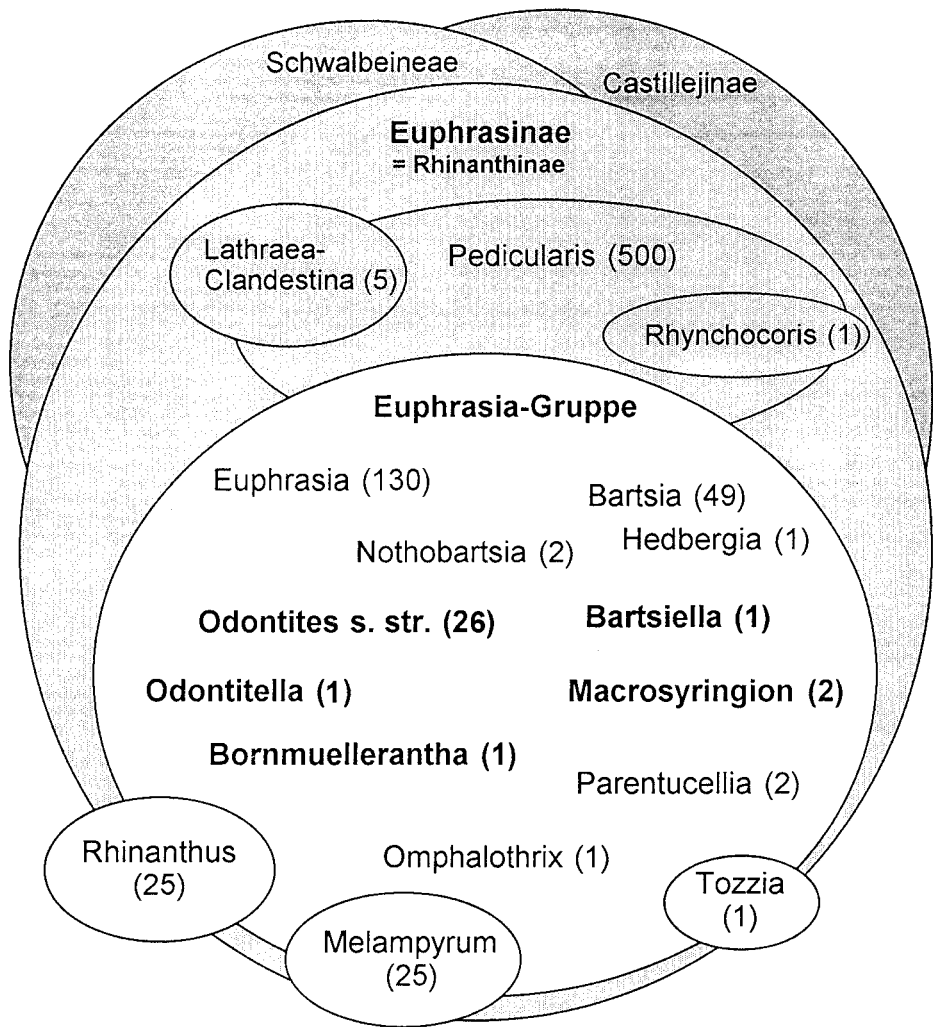 Schwalbeineae
Castillejinae
Euphrasinae
= Rhinanthinae
Lathraea-
Clandestina (5)
Pedicularis (500)
Rhynchocoris (1)
Euphrasia-Gruppe
Euphrasia (130)
Bartsia (49)
Hedbergia (1)
Nothobartsia (2)
Odontites s. str. (26)
Bartsiella (1)
Odontitella (1)
Macrosyringion (2)
Bornmuellerantha (1)
Parentucellia (2)
Rhinanthus
(25)
Omphalothrix (1)
Tozzia
(1)
Melampyrum
(25)